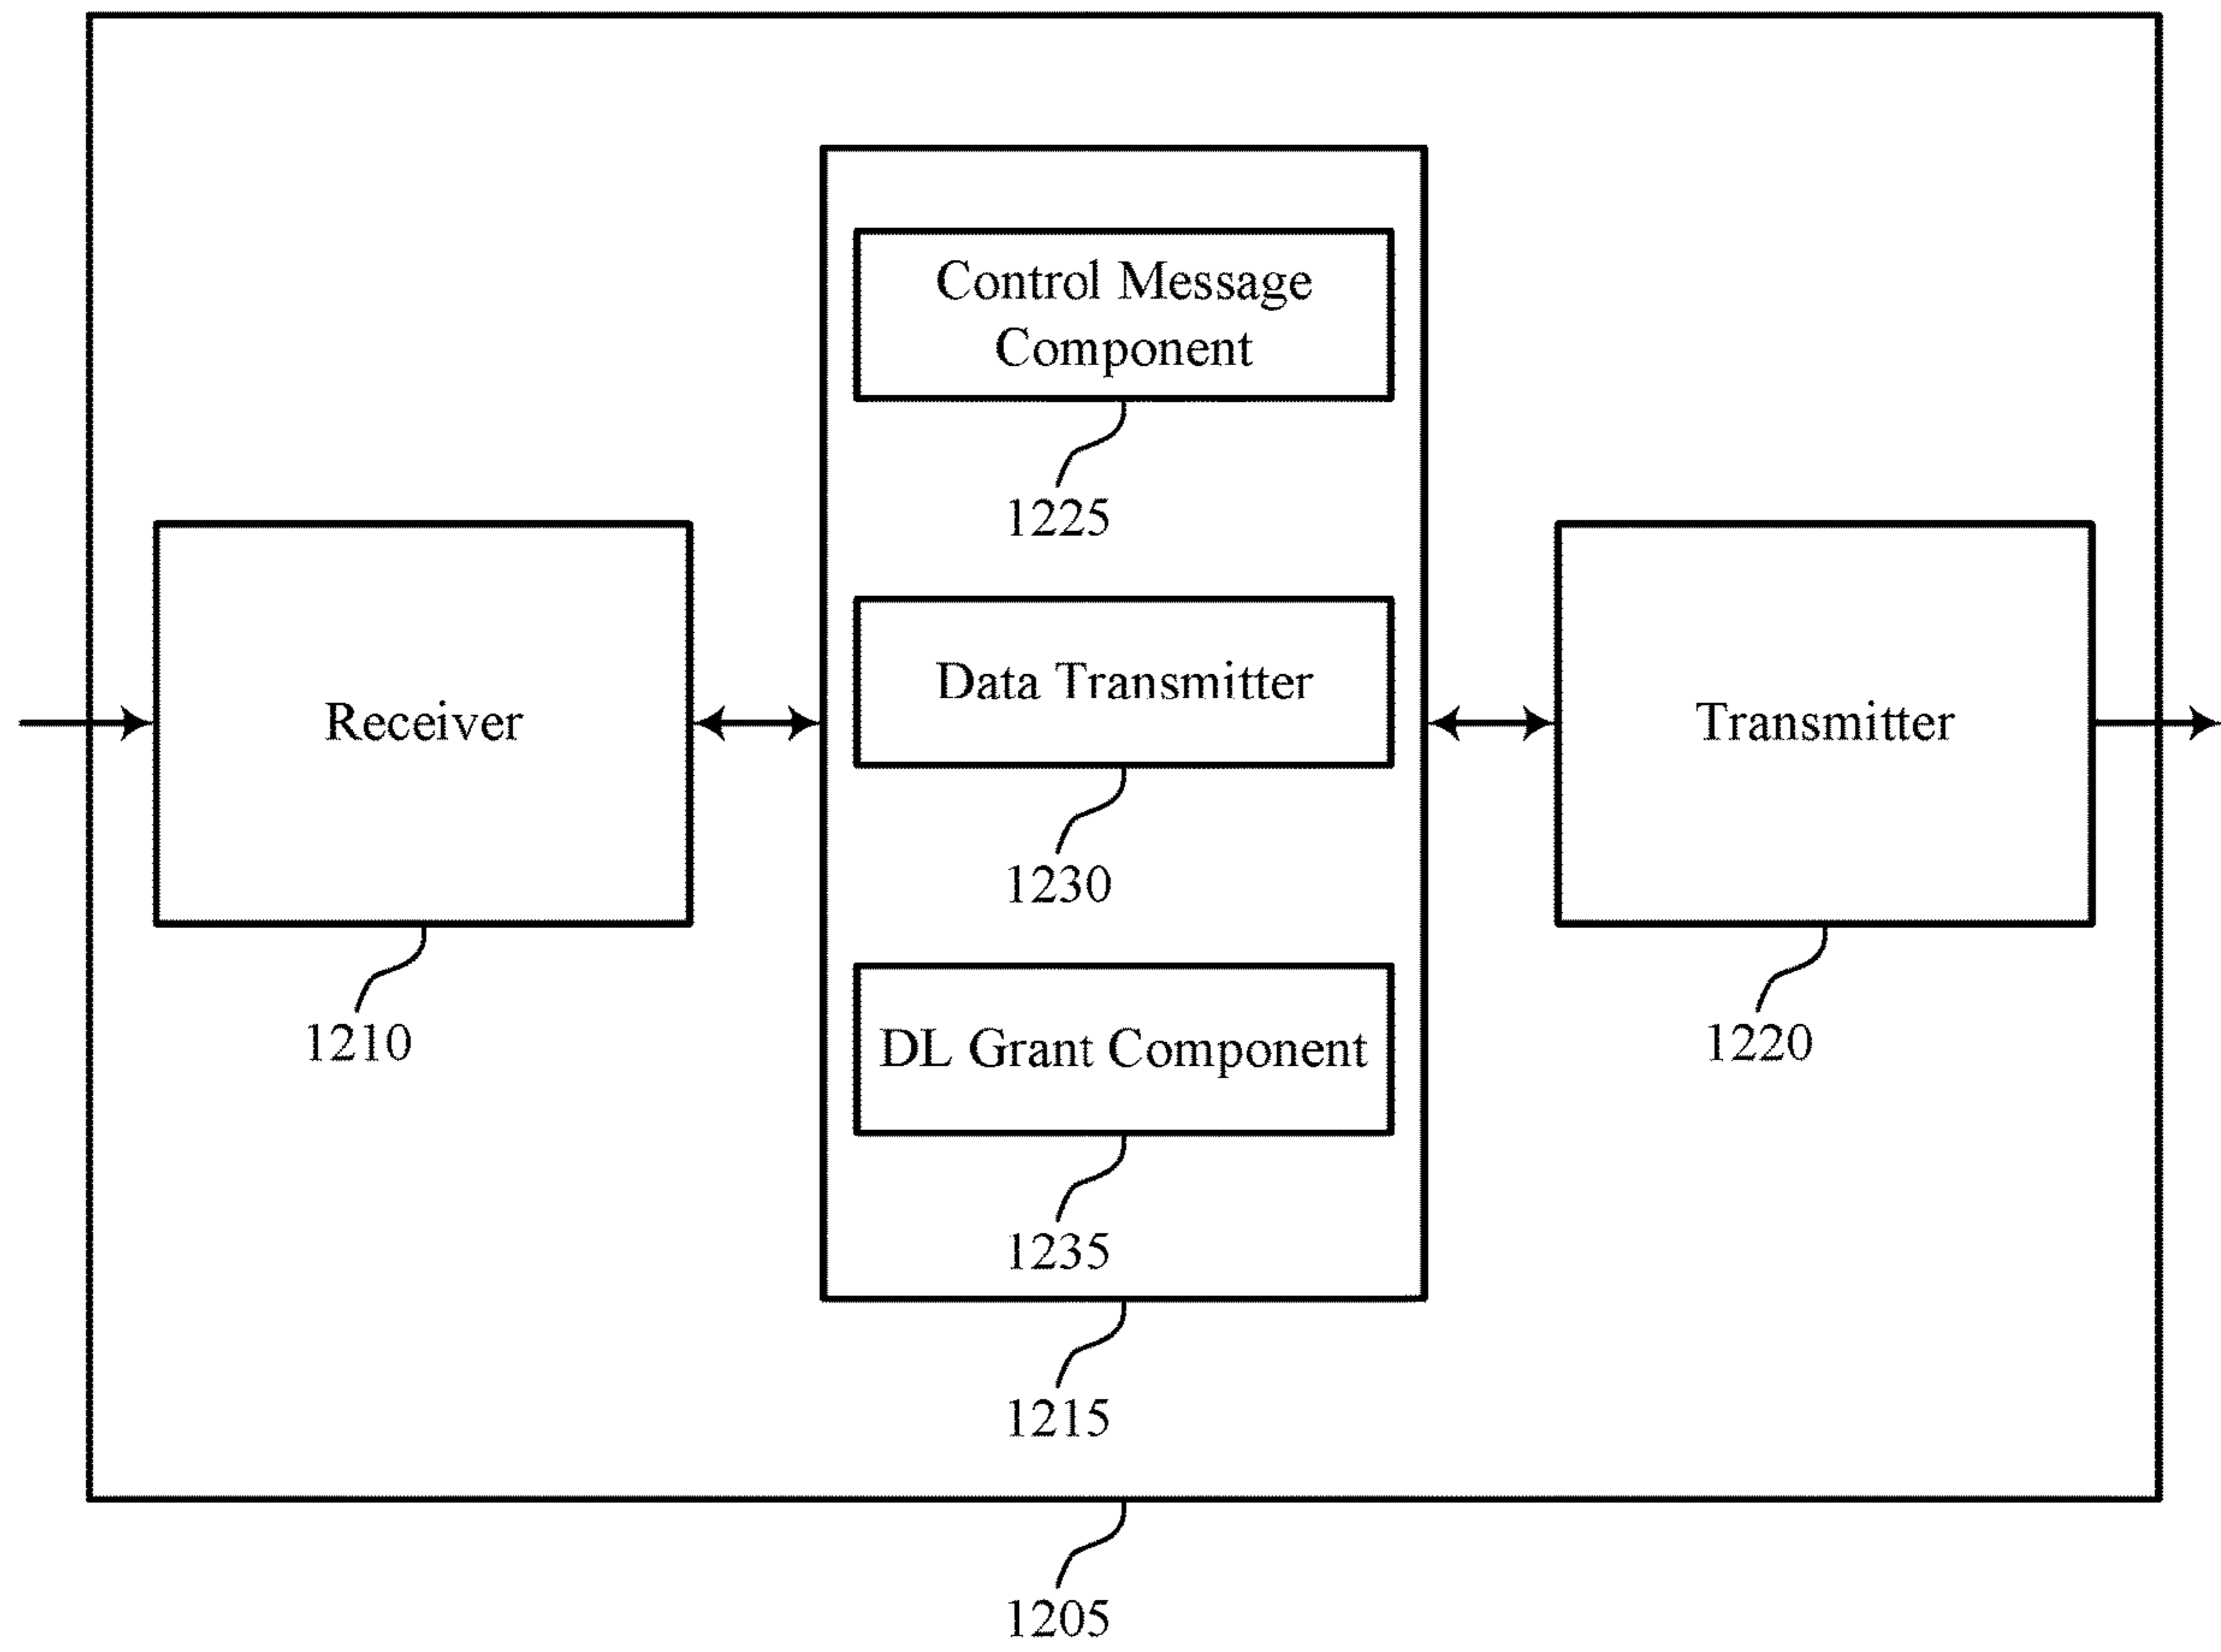 Control Message
Component
1225
Receiver
1210
Data Transmitter
1230
DL Grant Component
1235
1215
Transmitter
1220
1205